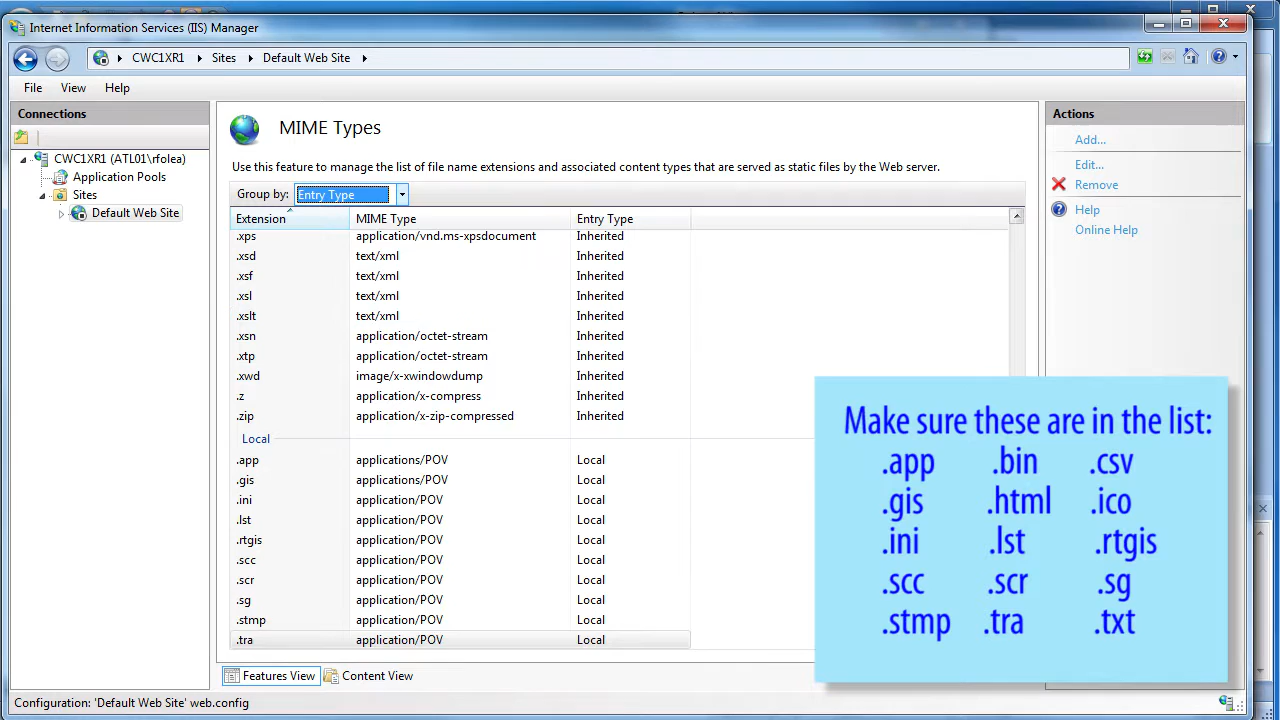 Internet Information Services (IIS) Manager
CWC1XR1 Sites Default Web Site
File View Help
Connections
CWC1XR1 (ATL01\rfolea)
Application Pools
Sites
Default Web Site
MIME Types
Use this feature to manage the list of file name extensions and associated content types that are served as static files by the Web server.
Group by: Entry Type
Extension MIME Type Entry Type
.xps application/vnd.ms-xpsdocument Inherited
.xsd text/xml Inherited
.xsf text/xml Inherited
.xsl text/xml Inherited
.xslt text/xml Inherited
.xsn application/octet-stream Inherited
.xtp application/octet-stream Inherited
.xwd image/x-xwindowdump Inherited
.z application/x-compress Inherited
.zip application/x-zip-compressed Inherited
Local
.app applications/POV Local
.gis applications/POV Local
.ini application/POV Local
.lst application/POV Local
.rtgis application/POV Local
.scc application/POV Local
.scr application/POV Local
.sg application/POV Local
.stmp application/POV Local
.tra application/POV Local
Features View Content View
Actions
Add...
Edit...
Remove
Help
Online Help
Make sure these are in the list:
.app .bin .csv
.gis .html .ico
.ini .lst .rtgis
.scc .scr .sg
.stmp .tra .txt
Configuration: 'Default Web Site' web.config